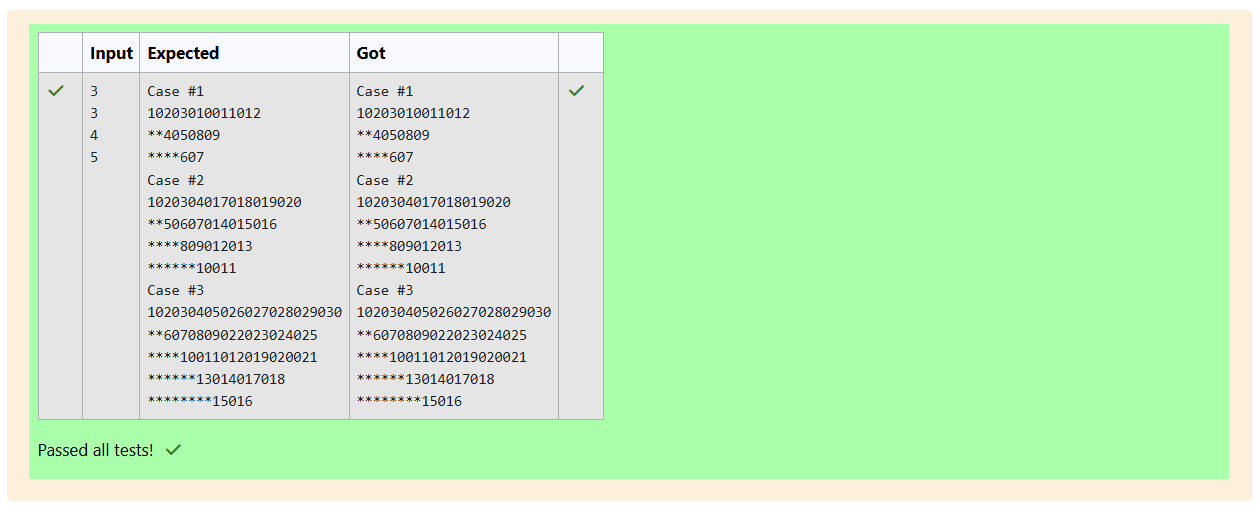 Input Expected Got
3 Case #1 Case #1
3 10203010011012 10203010011012
4 **4050809 **4050809
5 ****607 ****607
Case #2 Case #2
1020304017018019020 1020304017018019020
**50607014015016 **50607014015016
****809012013 ****809012013
******10011 ******10011
Case #3 Case #3
102030405026027028029030 102030405026027028029030
**6070809022023024025 **6070809022023024025
****10011012019020021 ****10011012019020021
******13014017018 ******13014017018
********15016 ********15016
Passed all tests!